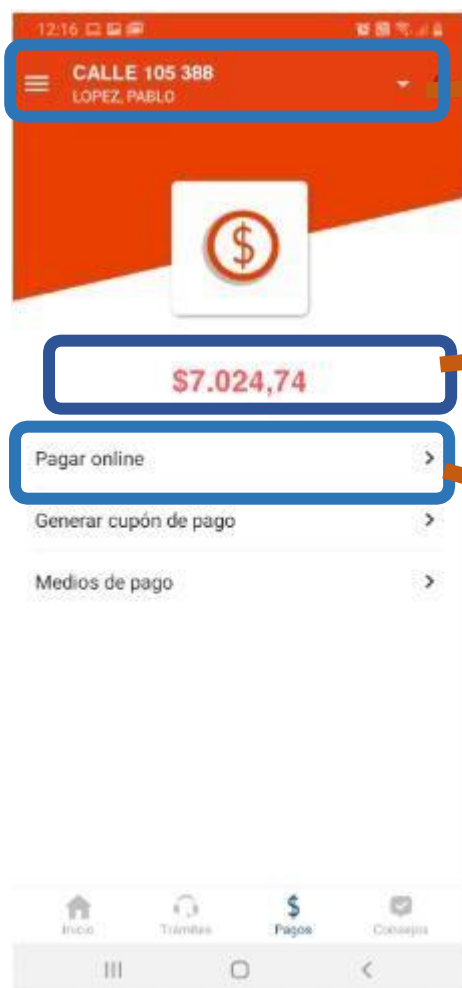 12:16
CALLE 105 388
LOPEZ, PABLO
$
$7.024,74
Pagar online
Generar cupón de pago
Medios de pago
$
Inicio
Trámites
Pagos
Consejos